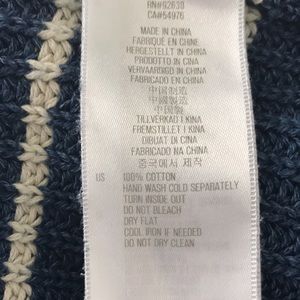 RN#92630
CA#54976
MADE IN CHINA
FABRIQUÉ EN CHINE
HERGESTELLT IN CHINA
PRODOTTO IN CINA
VERVAARDIGD IN CHINA
FABRICADO EN CHINA
中国製造
中国制造
中國製造
TILLVERKAD I KINA
FREMSTILLET I KINA
DIBUAT DI CINA
FABRICADO NA CHINA
중국에서 제작
US 100% COTTON
HAND WASH COLD SEPARATELY
TURN INSIDE OUT
DO NOT BLEACH
DRY FLAT
COOL IRON IF NEEDED
DO NOT DRY CLEAN